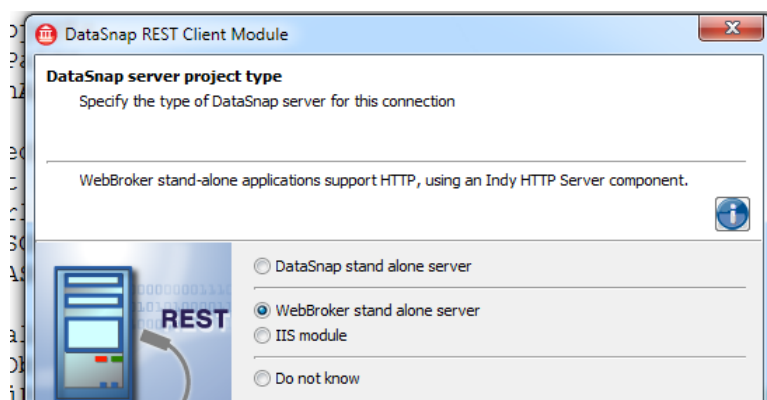 DataSnap REST Client Module
DataSnap server project type
Specify the type of DataSnap server for this connection
WebBroker stand-alone applications support HTTP, using an Indy HTTP Server component.
DataSnap stand alone server
REST
WebBroker stand alone server
IIS module
Do not know